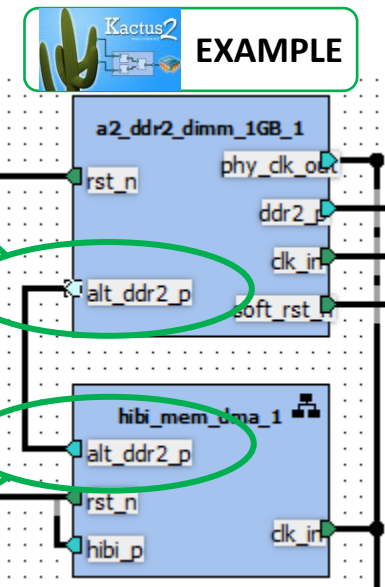 Kactus2
EXAMPLE
a2_ddr2_dimm_1GB_1
phy_clk_out
rst_n
ddr2_p
clk_in
alt_ddr2_p
soft_rst_n
hibi_mem_dma_1
alt_ddr2_p
rst_n
clk_in
hibi_p